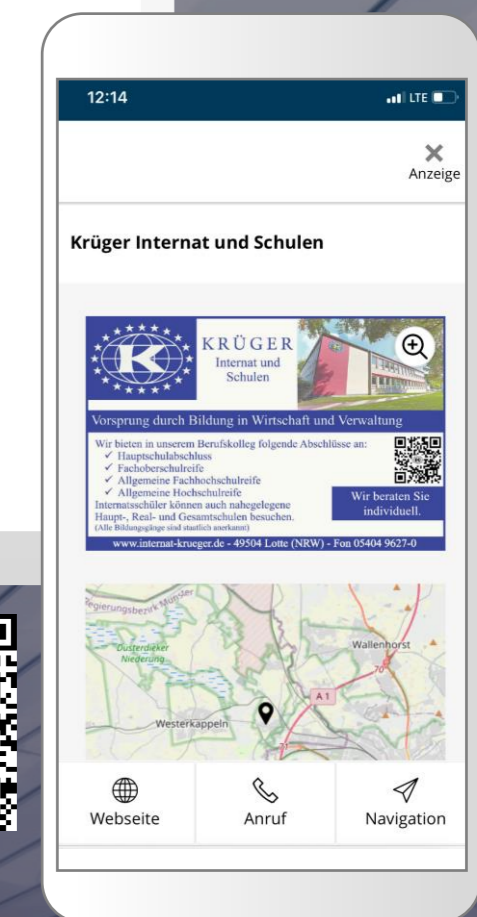 12:14
LTE
Anzeige
Krüger Internat und Schulen
K
KRÜGER
Internat und
Schulen
Vorsprung durch Bildung in Wirtschaft und Verwaltung
Wir bieten in unserem Berufskolleg folgende Abschlüsse an:
✓ Hauptschulabschluss
✓ Fachoberschulreife
✓ Allgemeine Fachhochschulreife
✓ Allgemeine Hochschulreife
Internatsschüler können auch nahegelegene
Haupt-, Real- und Gesamtschulen besuchen.
(Alle Bildungsgänge sind staatlich anerkannt)
Wir beraten Sie
individuell.
www.internat-krueger.de - 49504 Lotte (NRW) - Fon 05404 9627-0
Regierungsbezirk Münster
Düsterdieker
Niederung
Wallenhorst
70
A 1
Westerkappeln
71
Webseite
Anruf
Navigation